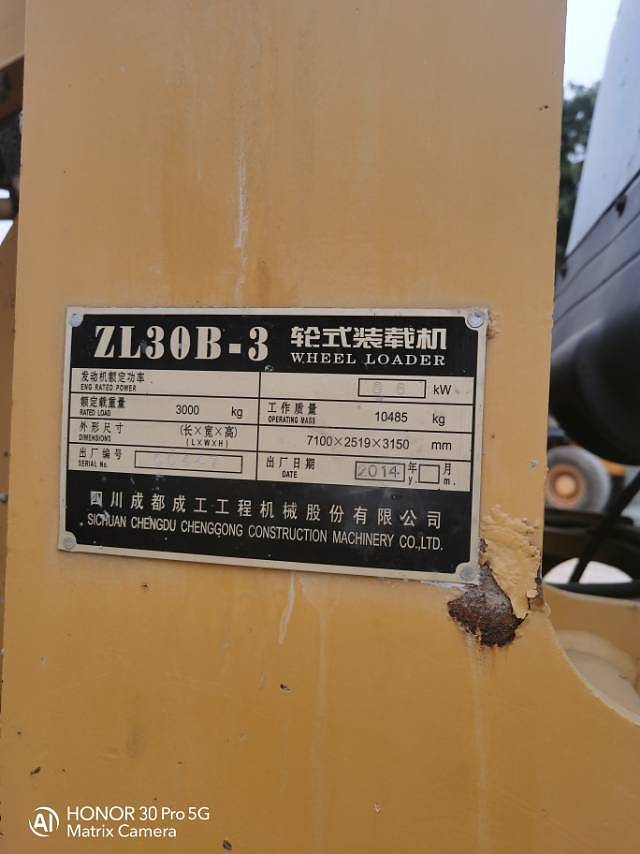 ZL30B-3 轮式装载机
WHEEL LOADER
发动机额定功率
ENG RATED POWER
kW
额定载重量
RATED LOAD
3000 kg
工作质量
OPERATING MASS
10485 kg
外形尺寸
DIMENSIONS
(长×宽×高)
(L×W×H)
7100×2519×3150 mm
出厂编号
SERIAL No.
出厂日期
DATE
2014 年 月
y m.
四川成都成工工程机械股份有限公司
SICHUAN CHENGDU CHENGGONG CONSTRUCTION MACHINERY CO.,LTD.
AI HONOR 30 Pro 5G
Matrix Camera